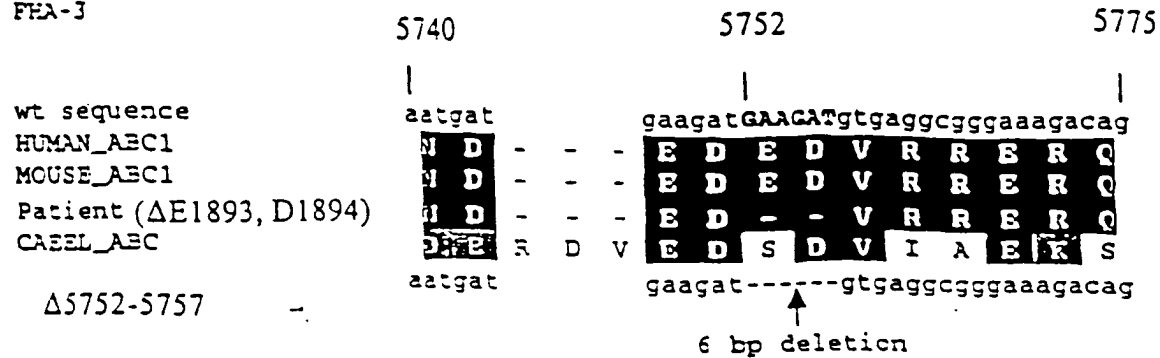 FHA-3
5740 5752 5775
wt sequence aatgat gaagatGAAGATgtgaggcgggaaagacag
HUMAN_ABC1 N D - - - E D E D V R R E R Q
MOUSE_ABC1 N D - - - E D E D V R R E R Q
Patient (ΔE1893, D1894) N D - - - E D - - V R R E R Q
CAEEL_ABC D E R D V E D S D V I A E K S
aatgat gaagat------gtgaggcgggaaagacag
Δ5752-5757 -
6 bp deletion